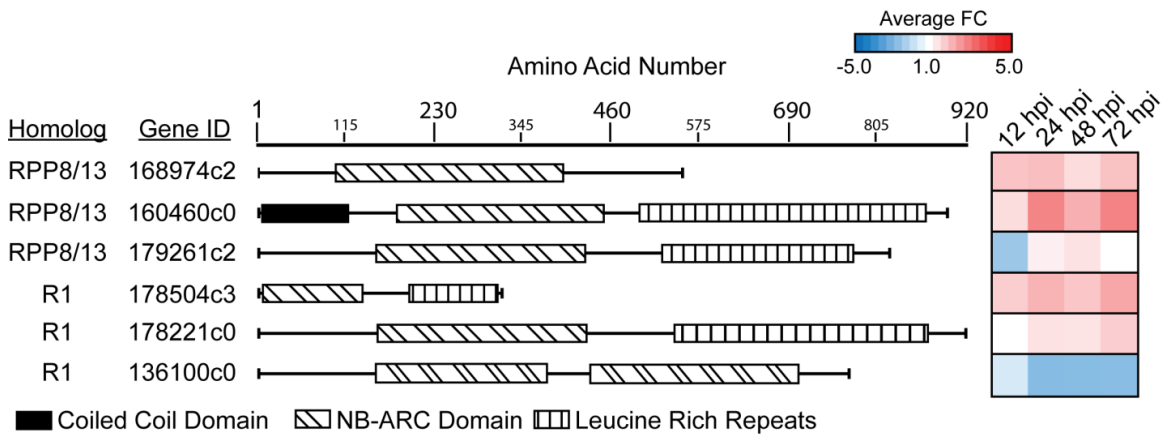 Average FC
-5.0 1.0 5.0
Amino Acid Number
1 230 460 690 920
115 345 575 805
12 hpi 24 hpi 48 hpi 72 hpi
Homolog Gene ID
RPP8/13 168974c2
RPP8/13 160460c0
RPP8/13 179261c2
R1 178504c3
R1 178221c0
R1 136100c0
Coiled Coil Domain NB-ARC Domain Leucine Rich Repeats